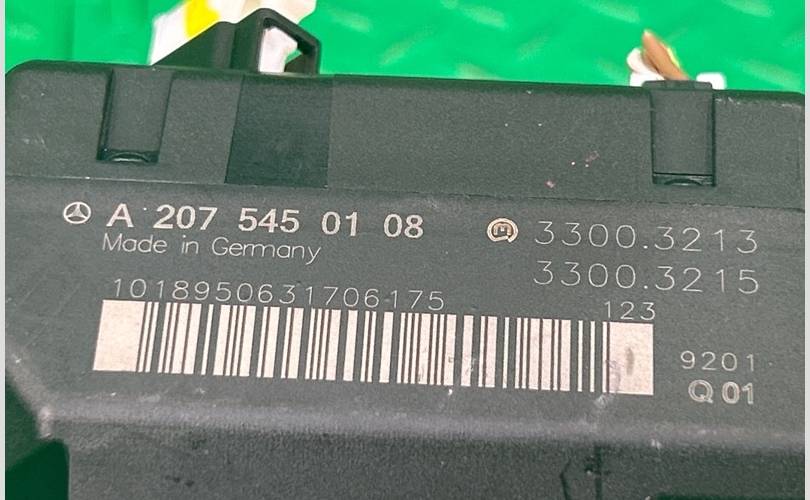 A 207 545 01 08
Made in Germany
3300.3213
3300.3215
1018950631706175
123
9201
Q 01